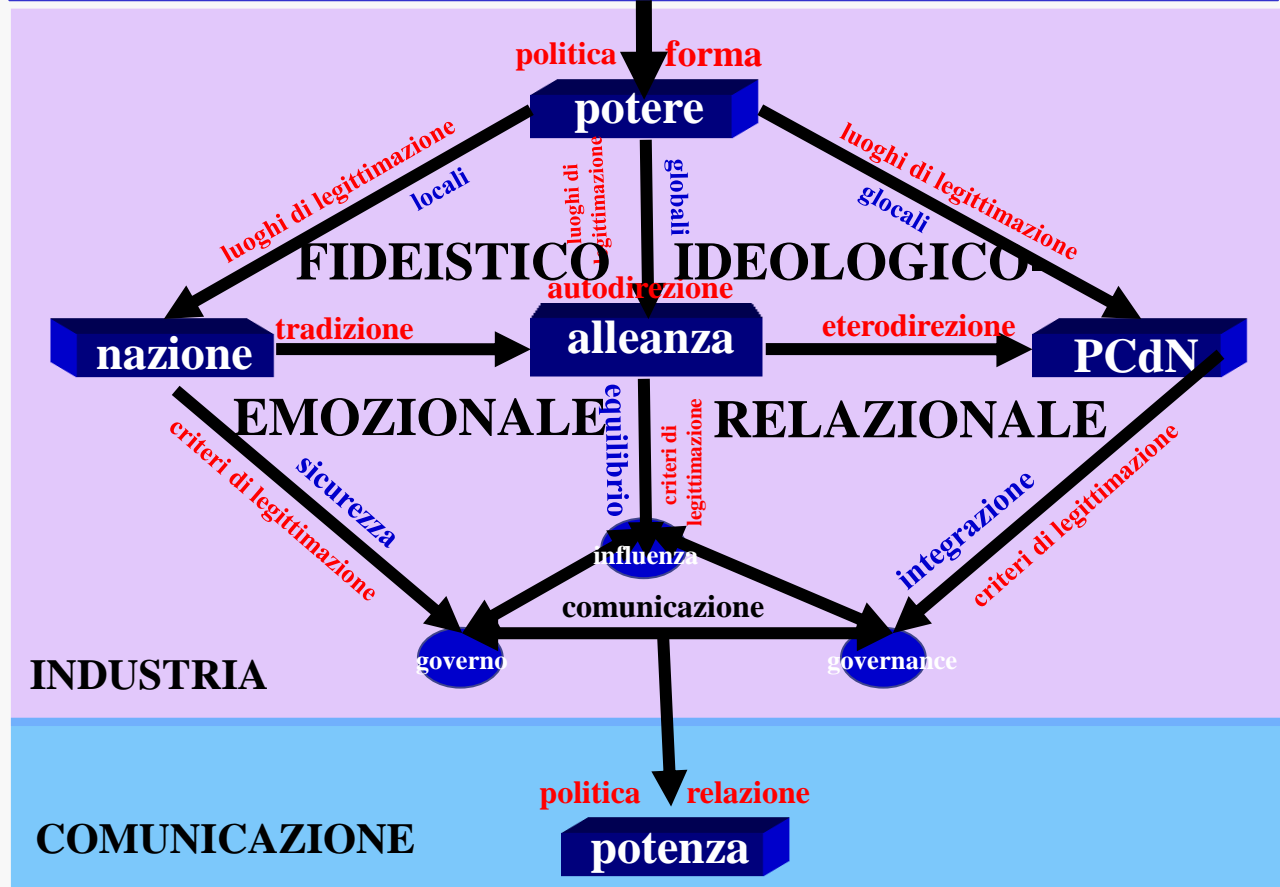 politica forma
potere
luoghi di legittimazione
locali
luoghi di
legittimazione
globali
luoghi di legittimazione
glocali
FIDEISTICO IDEOLOGICO-
autodirezione
nazione
tradizione
alleanza
eterodirezione
PCdN
EMOZIONALE RELAZIONALE
criteri di legittimazione
sicurezza
equilibrio
criteri di
legittimazione
integrazione
criteri di legittimazione
influenza
comunicazione
governo
governance
INDUSTRIA
politica relazione
COMUNICAZIONE
potenza